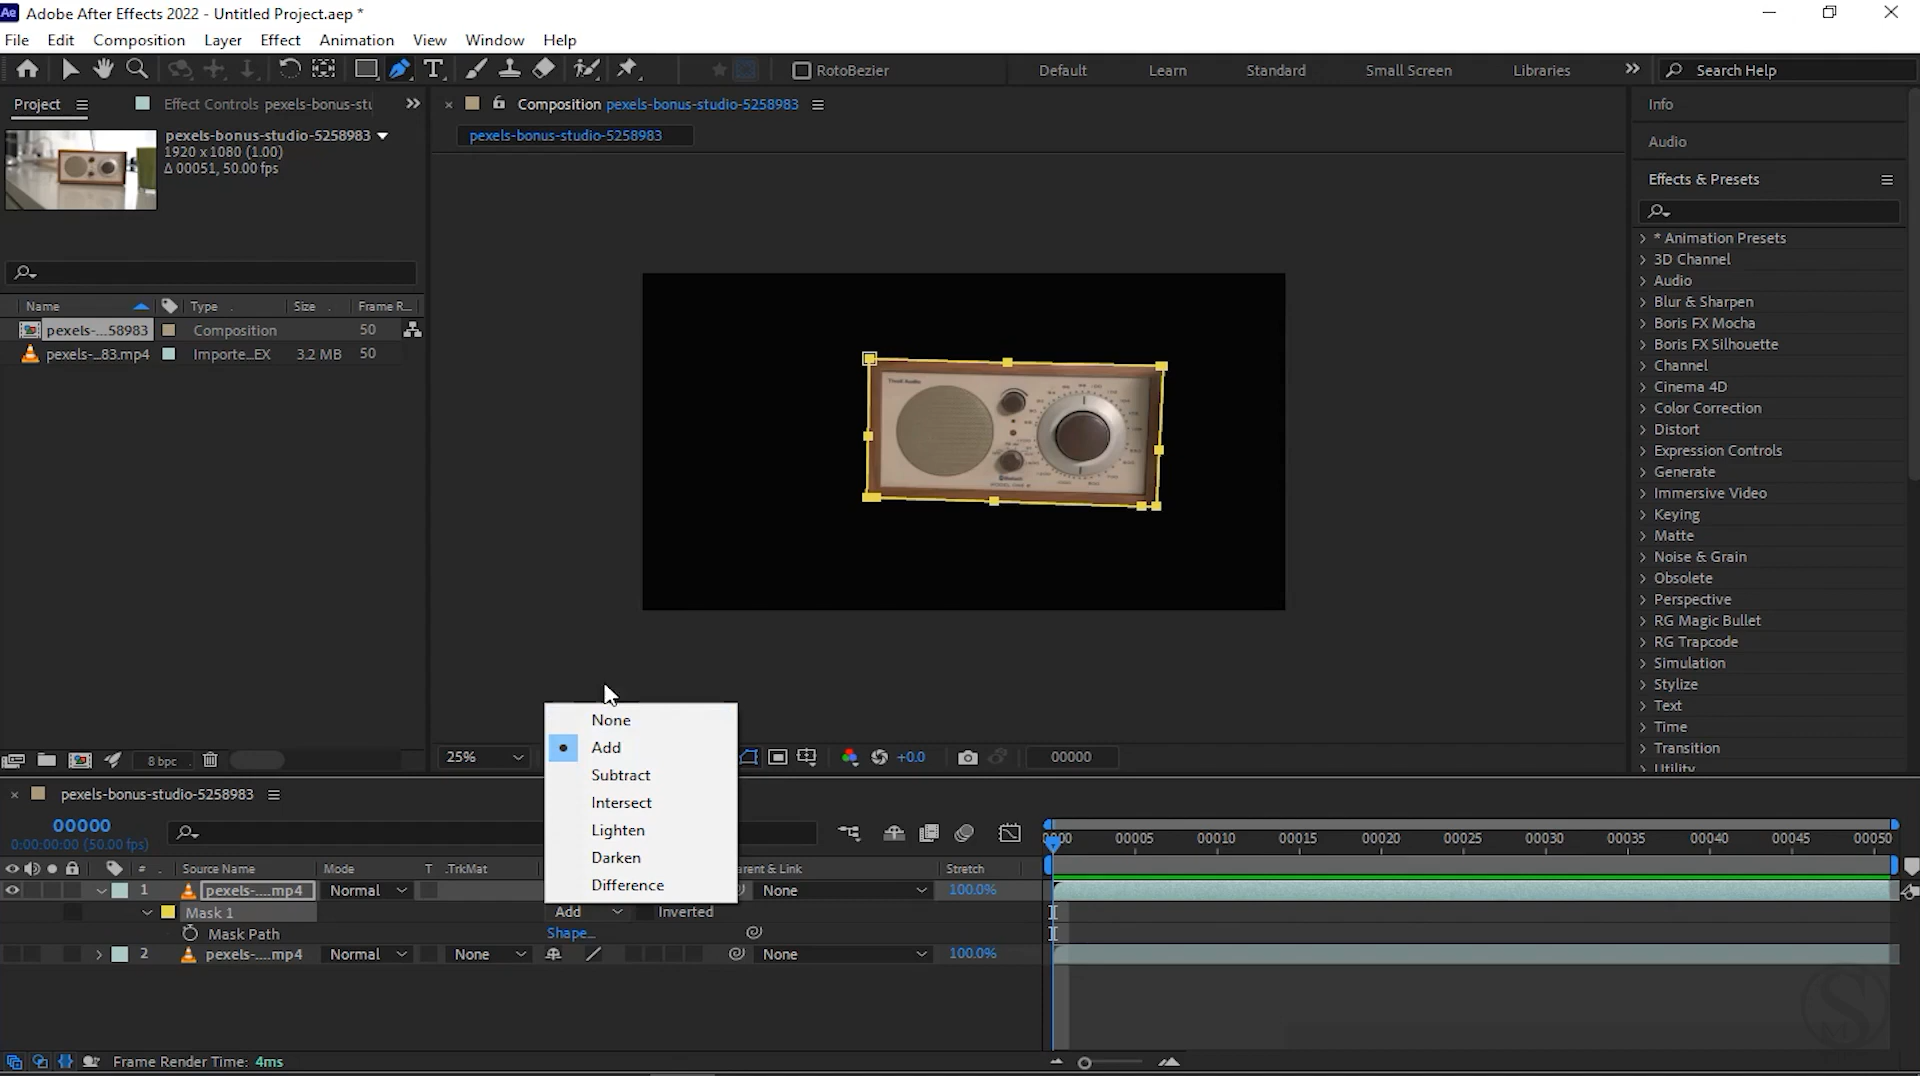 Ae Adobe After Effects 2022 - Untitled Project.aep *
File Edit Composition Layer Effect Animation View Window Help
RotoBezier Default Learn Standard Small Screen Libraries Search Help
Project Effect Controls pexels-bonus-stu
Composition pexels-bonus-studio-5258983
Info
pexels-bonus-studio-5258983
1920 x 1080 (1.00)
Δ 00051, 50.00 fps
pexels-bonus-studio-5258983
Audio
Effects & Presets
* Animation Presets
3D Channel
Audio
Blur & Sharpen
Boris FX Mocha
Boris FX Silhouette
Channel
Cinema 4D
Color Correction
Distort
Expression Controls
Generate
Immersive Video
Keying
Matte
Noise & Grain
Obsolete
Perspective
RG Magic Bullet
RG Trapcode
Simulation
Stylize
Text
Time
Transition
Utility
Name Type Size Frame R...
pexels-...58983 Composition 50
pexels-...83.mp4 Importe...EX 3.2 MB 50
Tivoli Audio
Bluetooth
8 bpc
25%
+0.0
00000
None
Add
Subtract
Intersect
Lighten
Darken
Difference
pexels-bonus-studio-5258983
00000
0:00:00:00 (50.00 fps)
0000 00005 00010 00015 00020 00025 00030 00035 00040 00045 00050
# Source Name Mode T .TrkMat arent & Link Stretch
1 pexels-....mp4 Normal None 100.0%
Mask 1 Add Inverted
Mask Path Shape...
2 pexels-....mp4 Normal None None 100.0%
Frame Render Time: 4ms